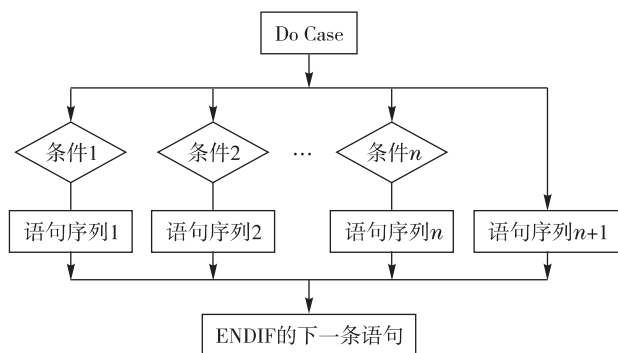 Do Case
条件1
条件2
…
条件n
语句序列1
语句序列2
语句序列n
语句序列n+1
ENDIF的下一条语句